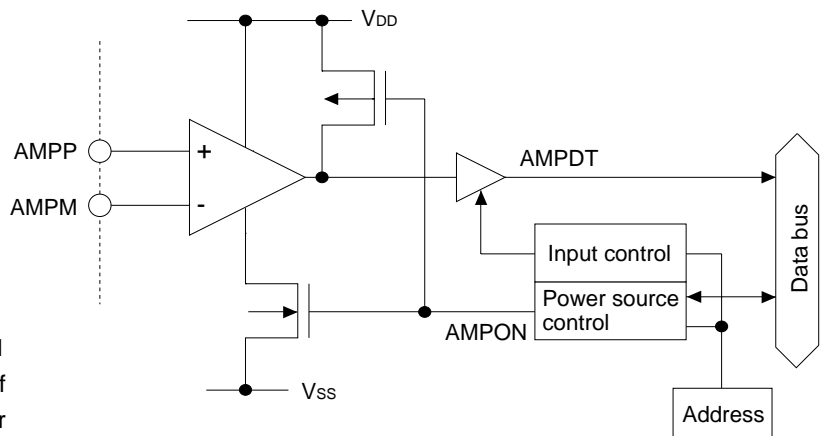 VDD
AMPP
+
AMPM
-
AMPDT
Data bus
Input control
Power source
control
AMPON
l
f
r
VSS
Address